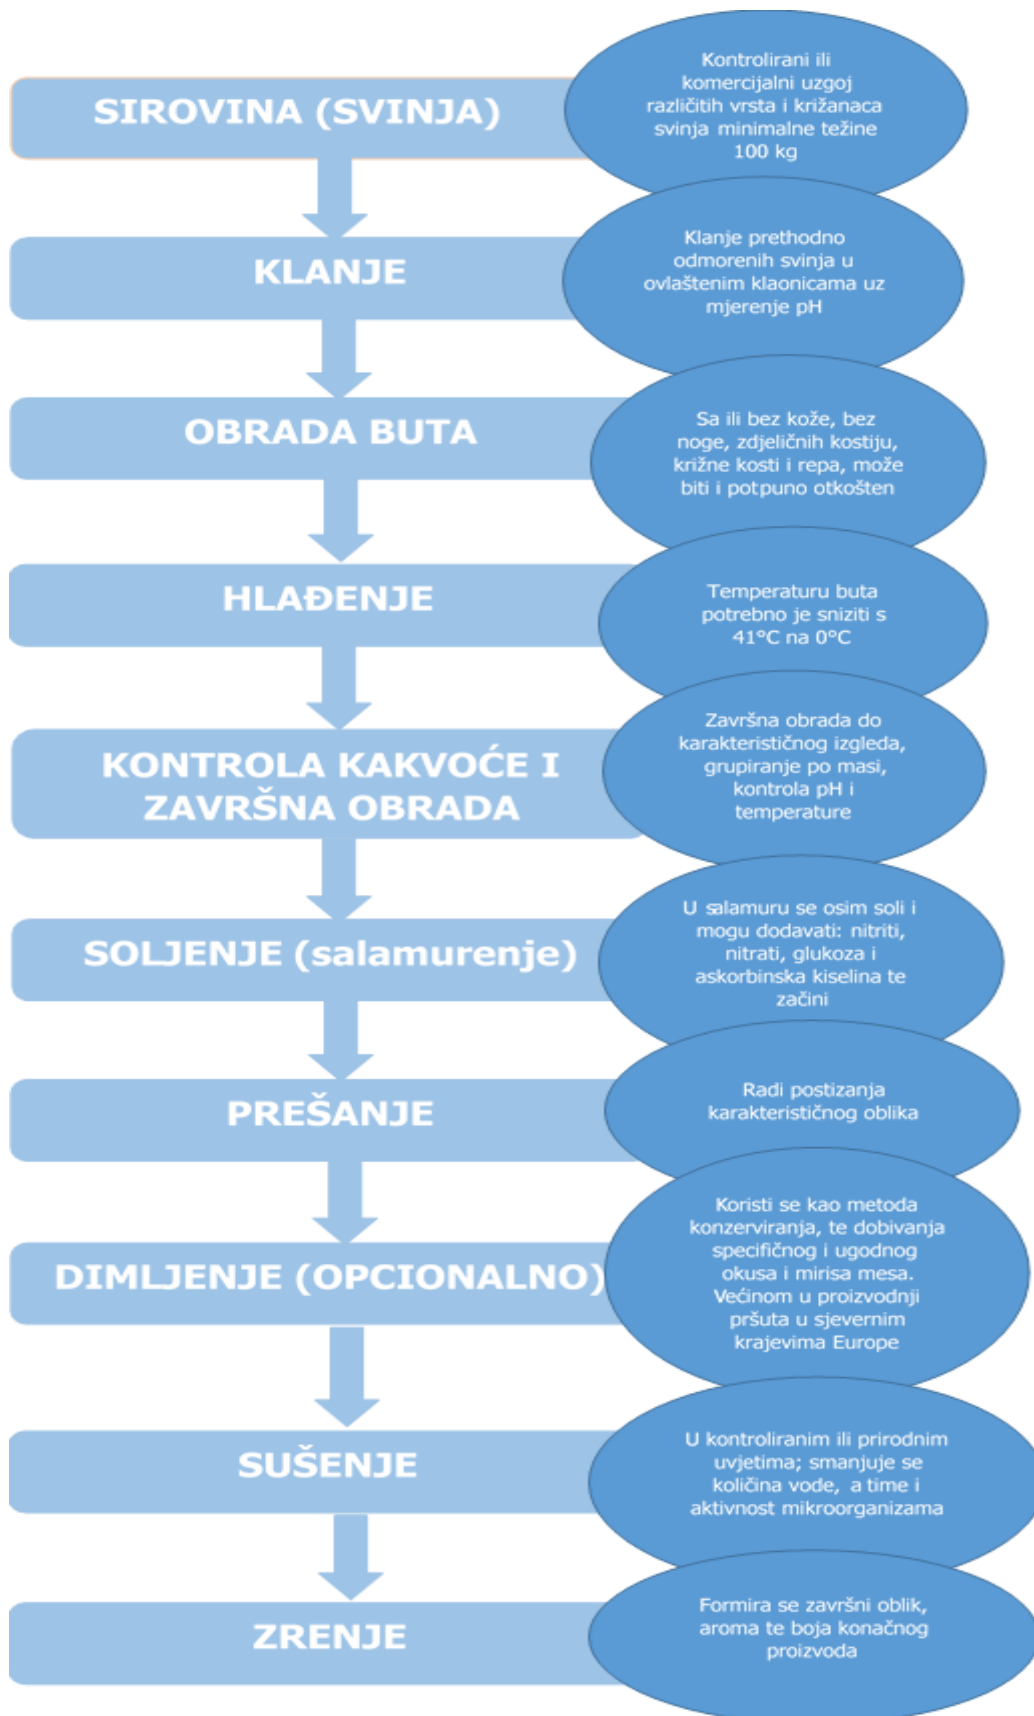 SIROVINA (SVINJA)
Kontrolirani ili
komercijalni uzgoj
različitih vrsta i križanaca
svinja minimalne težine
100 kg
KLANJE
Klanje prethodno
odmorenih svinja u
ovlaštenim klaonicama uz
mjerenje pH
OBRADA BUTA
Sa ili bez kože, bez
noge, zdjeličnih kostiju,
križne kosti i repa, može
biti i potpuno otkošten
HLAĐENJE
Temperaturu buta
potrebno je sniziti s
41°C na 0°C
KONTROLA KAKVOĆE I
ZAVRŠNA OBRADA
Završna obrada do
karakterističnog izgleda,
grupiranje po masi,
kontrola pH i
temperature
SOLJENJE (salamurenje)
U salamuru se osim soli i
mogu dodavati: nitriti,
nitrati, glukoza i
askorbinska kiselina te
začini
PREŠANJE
Radi postizanja
karakterističnog oblika
DIMLJENJE (OPCIONALNO)
Koristi se kao metoda
konzerviranja, te dobivanja
specifičnog i ugodnog
okusa i mirisa mesa.
Većinom u proizvodnji
pršuta u sjevernim
krajevima Europe
SUŠENJE
U kontroliranim ili prirodnim
uvjetima; smanjuje se
količina vode, a time i
aktivnost mikroorganizama
ZRENJE
Formira se završni oblik,
aroma te boja konačnog
proizvoda